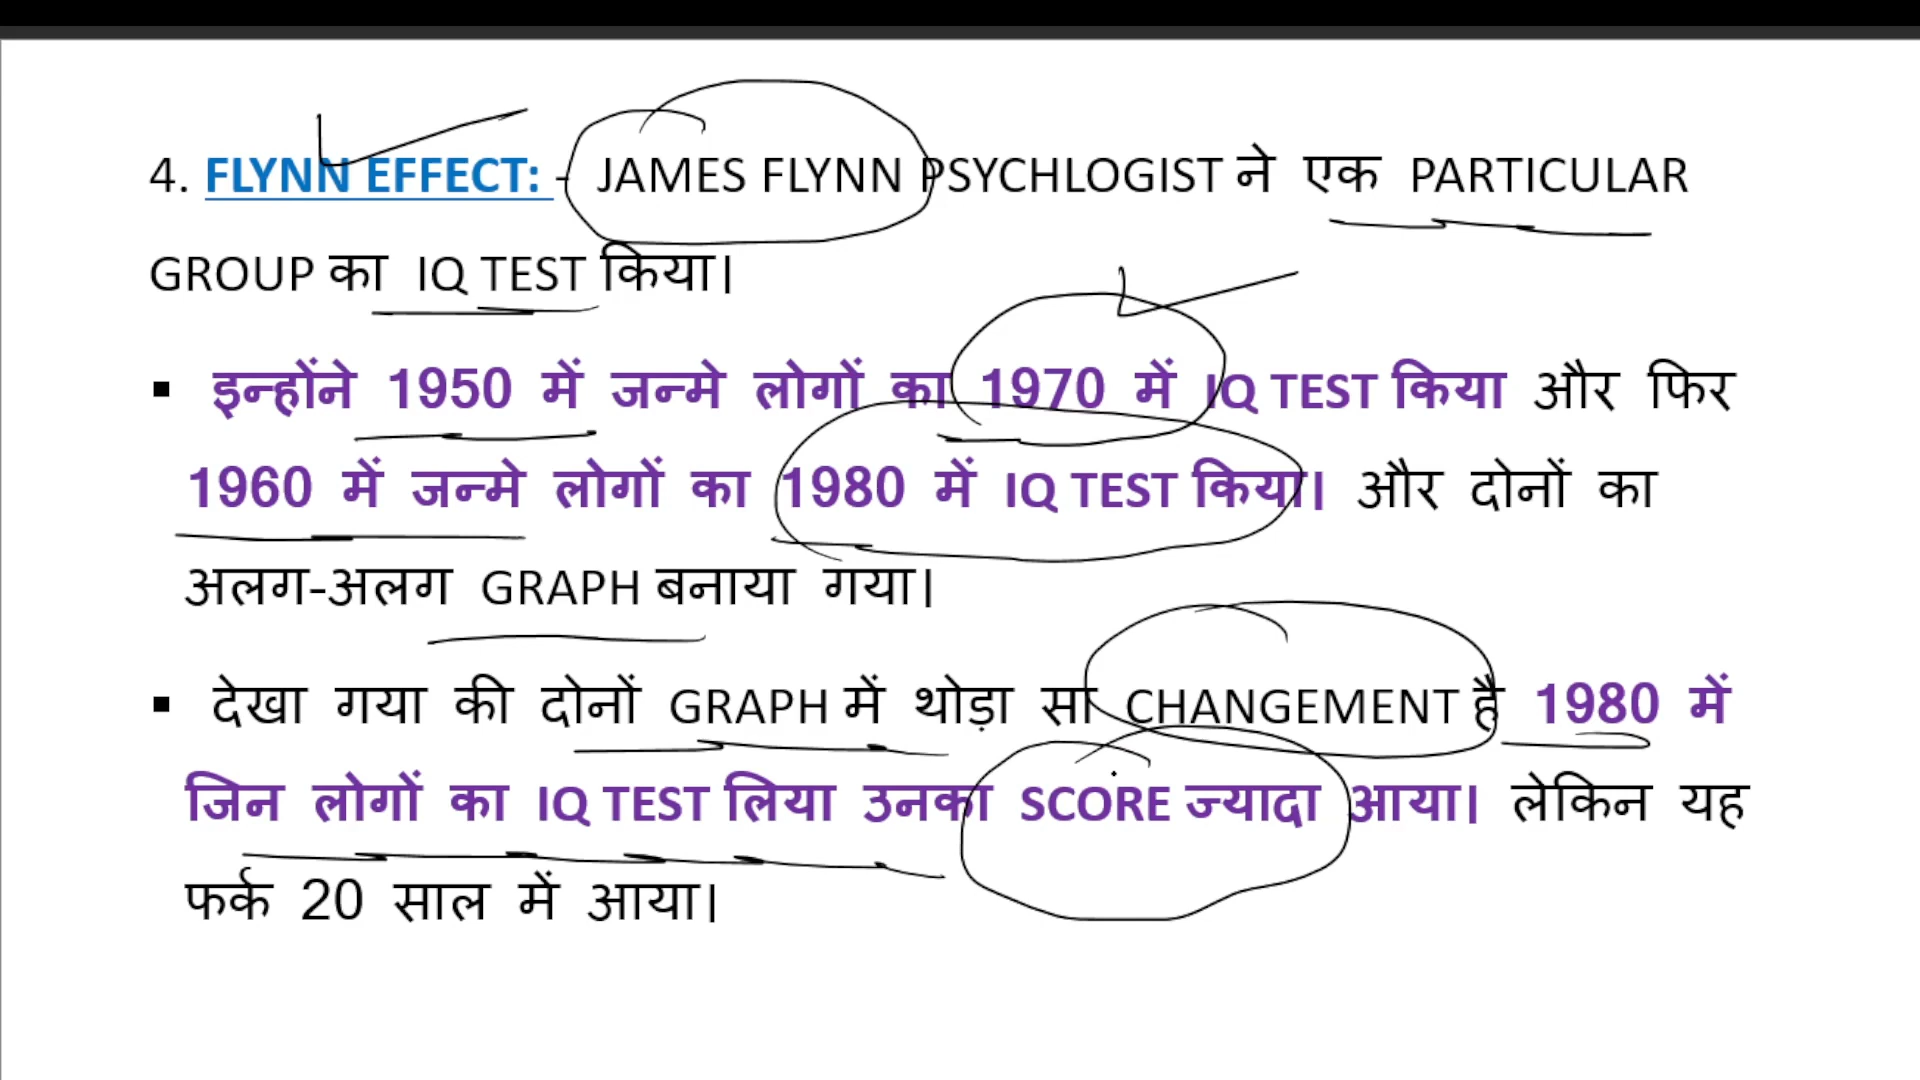 4. FLYNN EFFECT: - JAMES FLYNN PSYCHLOGIST ने एक PARTICULAR
GROUP का IQ TEST किया।
▪ इन्होंने 1950 में जन्मे लोगों का 1970 में IQ TEST किया और फिर
1960 में जन्मे लोगों का 1980 में IQ TEST किया। और दोनों का
अलग-अलग GRAPH बनाया गया।
▪ देखा गया की दोनों GRAPH में थोड़ा सा CHANGEMENT है 1980 में
जिन लोगों का IQ TEST लिया उनका SCORE ज्यादा आया। लेकिन यह
फर्क 20 साल में आया।